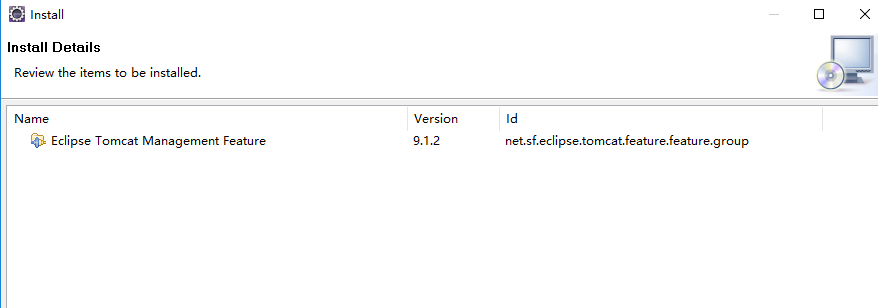 Install
Install Details
Review the items to be installed.
Name Version Id
Eclipse Tomcat Management Feature 9.1.2 net.sf.eclipse.tomcat.feature.feature.group